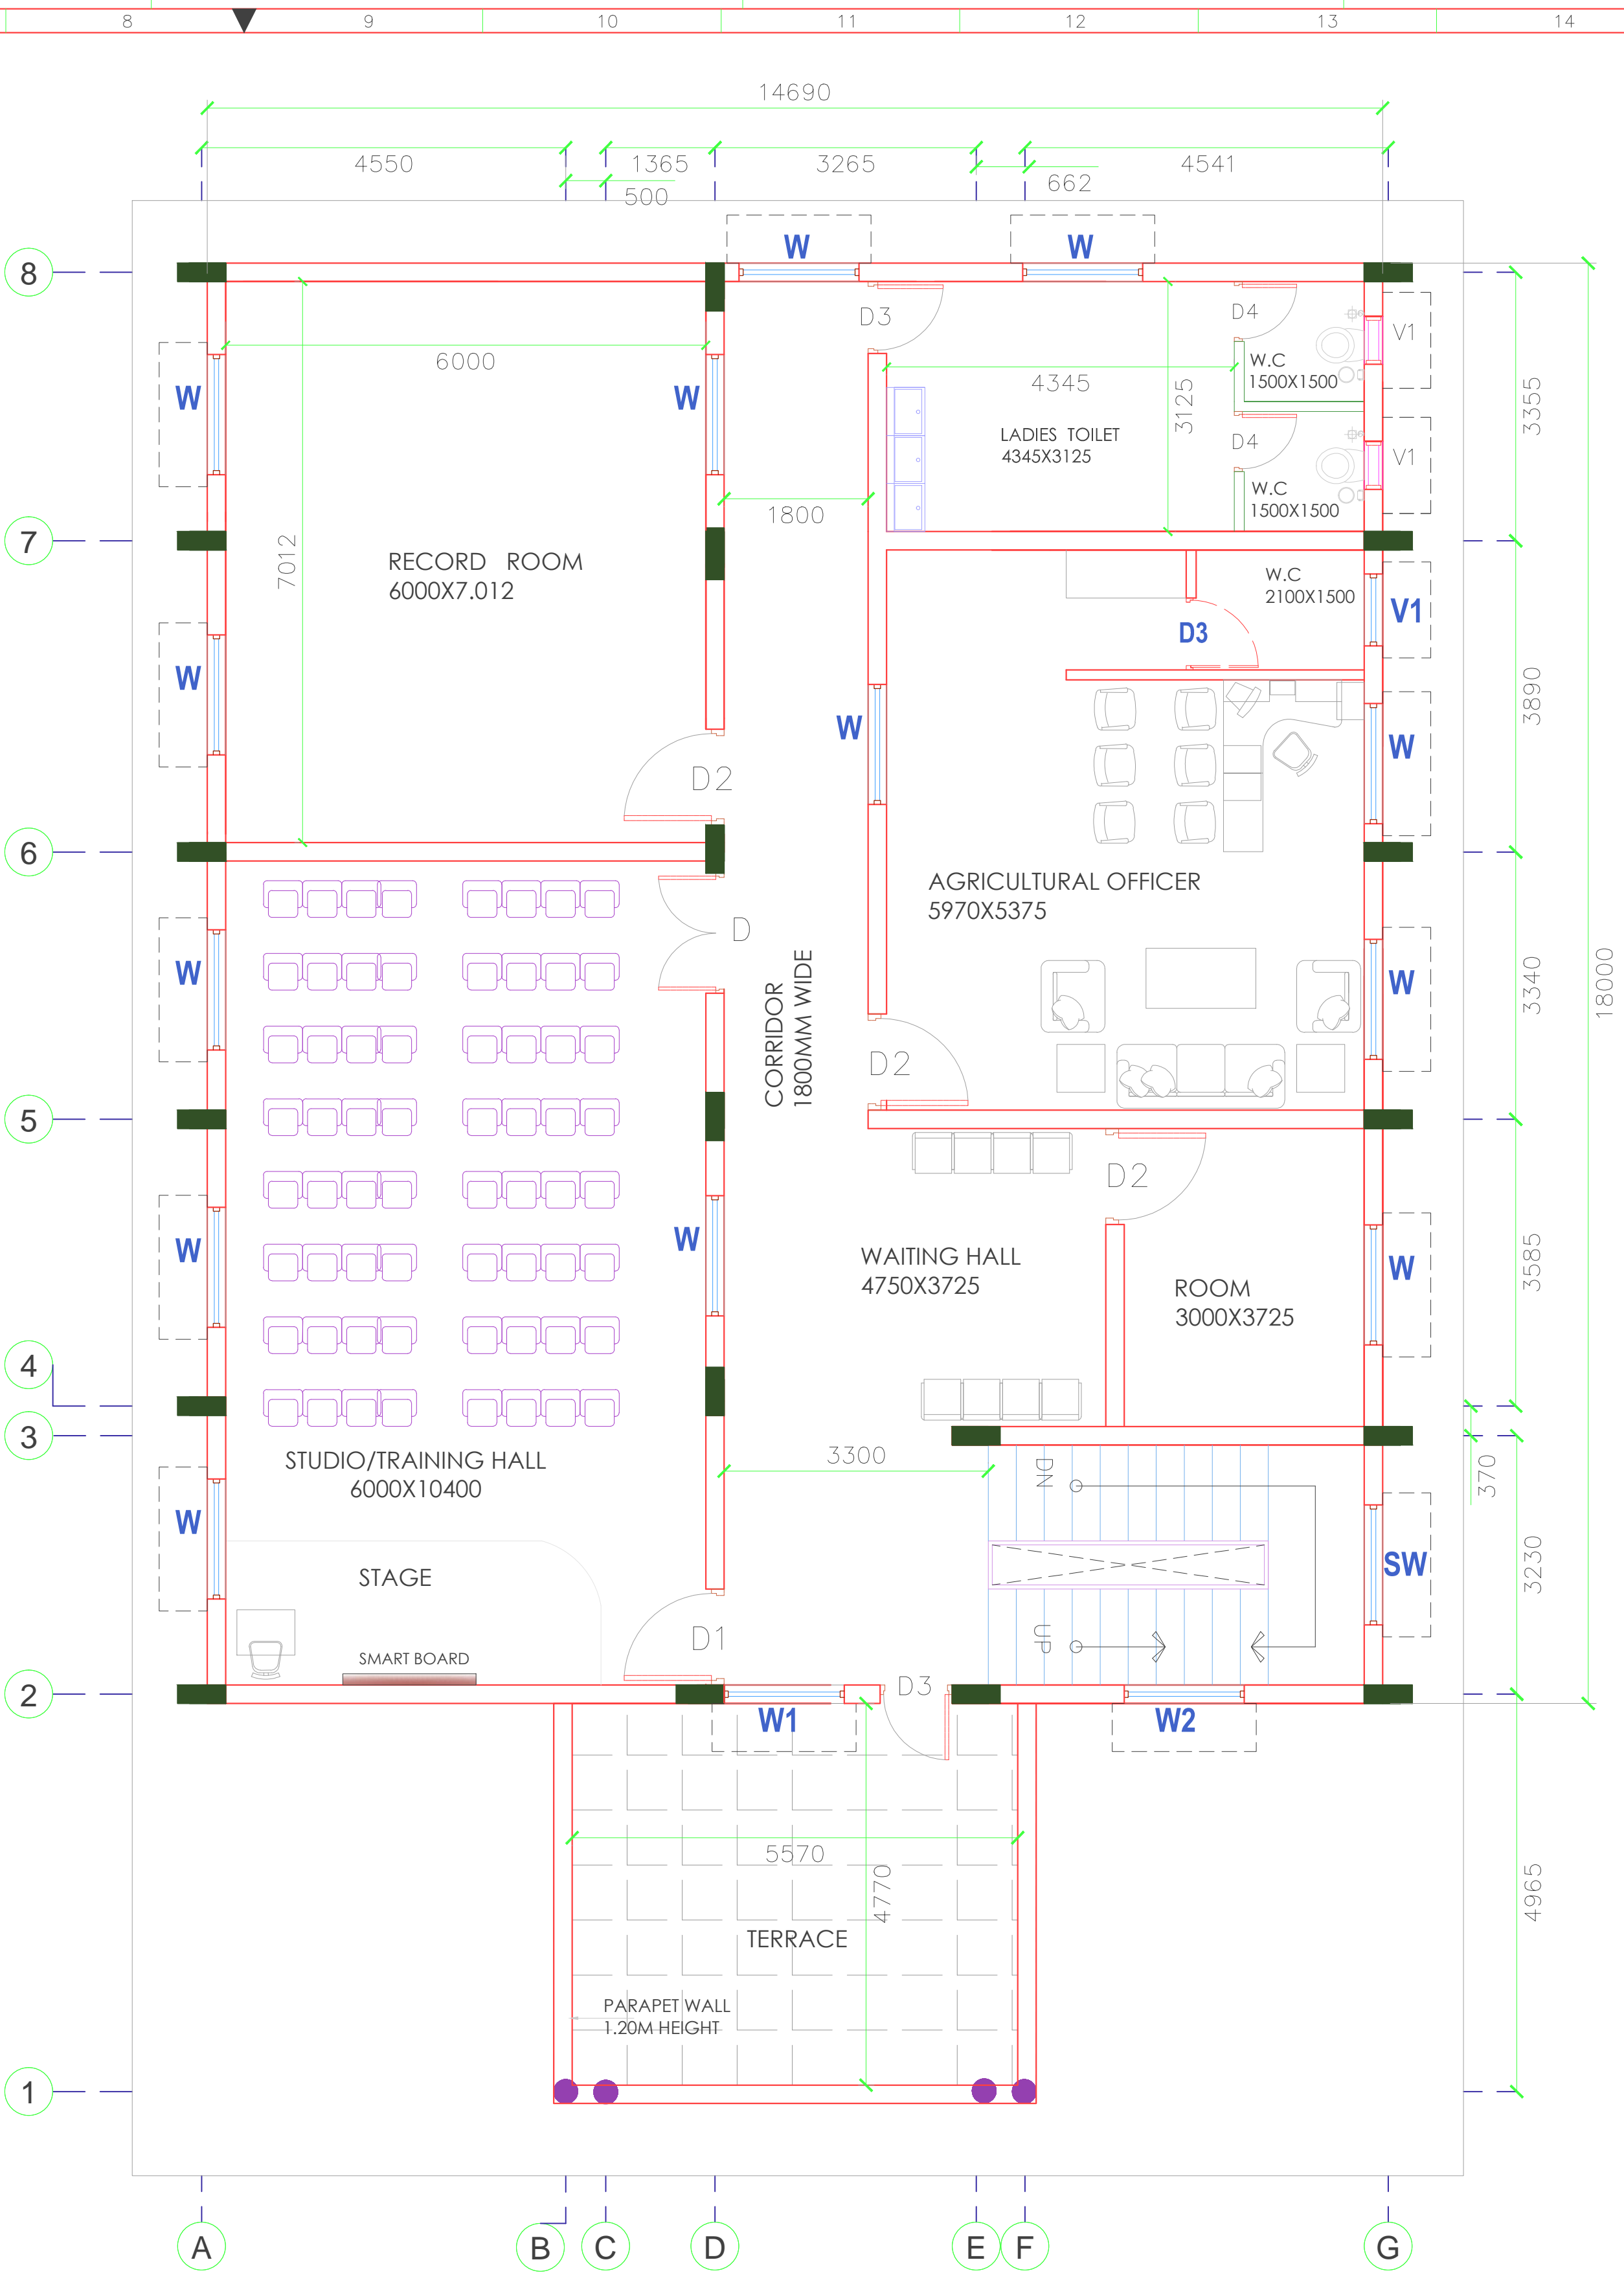 8 9 10 11 12 13 14
14690
4550 1365 3265 4541
500 662
W W
8
D3 D4
V1
W.C
1500X1500
6000
4345
3125
3355
W W
LADIES TOILET
4345X3125
D4
V1
W.C
1500X1500
1800
7
7012
RECORD ROOM
6000X7.012
W.C
2100X1500
V1
D3
W
W
W
3890
D2
6
AGRICULTURAL OFFICER
5970X5375
D
W
W
3340
18000
CORRIDOR
1800MM WIDE
D2
5
D2
W
W
WAITING HALL
4750X3725
W
3585
ROOM
3000X3725
4
3
STUDIO/TRAINING HALL
6000X10400
3300
DN
370
W
STAGE
SW
3230
UP
D1
SMART BOARD
2
D3
W1
W2
5570
4770
4965
TERRACE
PARAPET WALL
1.20M HEIGHT
1
A B C D E F G